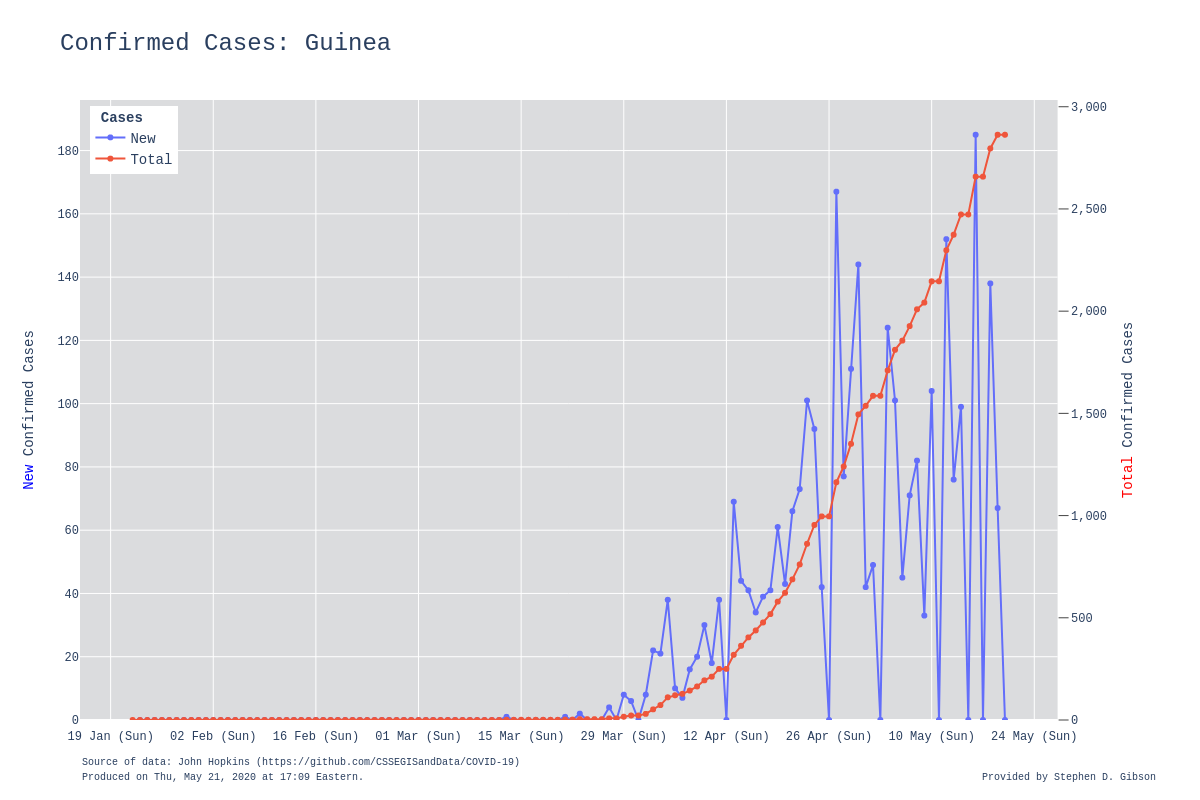 Confirmed Cases: Guinea
Cases
New
Total
180
160
140
120
100
80
60
40
20
0
New Confirmed Cases
3,000
2,500
2,000
1,500
1,000
500
0
Total Confirmed Cases
19 Jan (Sun) 02 Feb (Sun) 16 Feb (Sun) 01 Mar (Sun) 15 Mar (Sun) 29 Mar (Sun) 12 Apr (Sun) 26 Apr (Sun) 10 May (Sun) 24 May (Sun)
Source of data: John Hopkins (https://github.com/CSSEGISandData/COVID-19)
Produced on Thu, May 21, 2020 at 17:09 Eastern.
Provided by Stephen D. Gibson